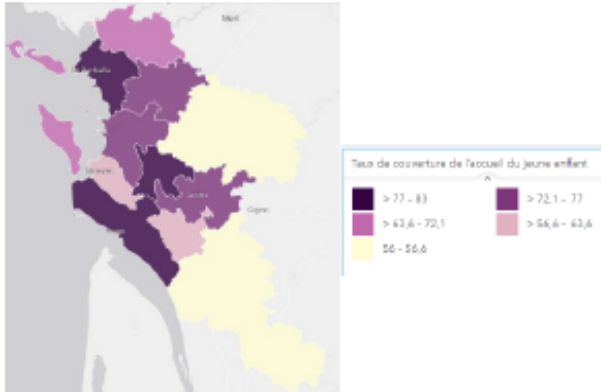 Niort
Taux de couverture de l'accueil du jeune enfant
> 77 - 83
> 72,1 - 77
> 63,6 - 72,1
> 56,6 - 63,6
56 - 56,6